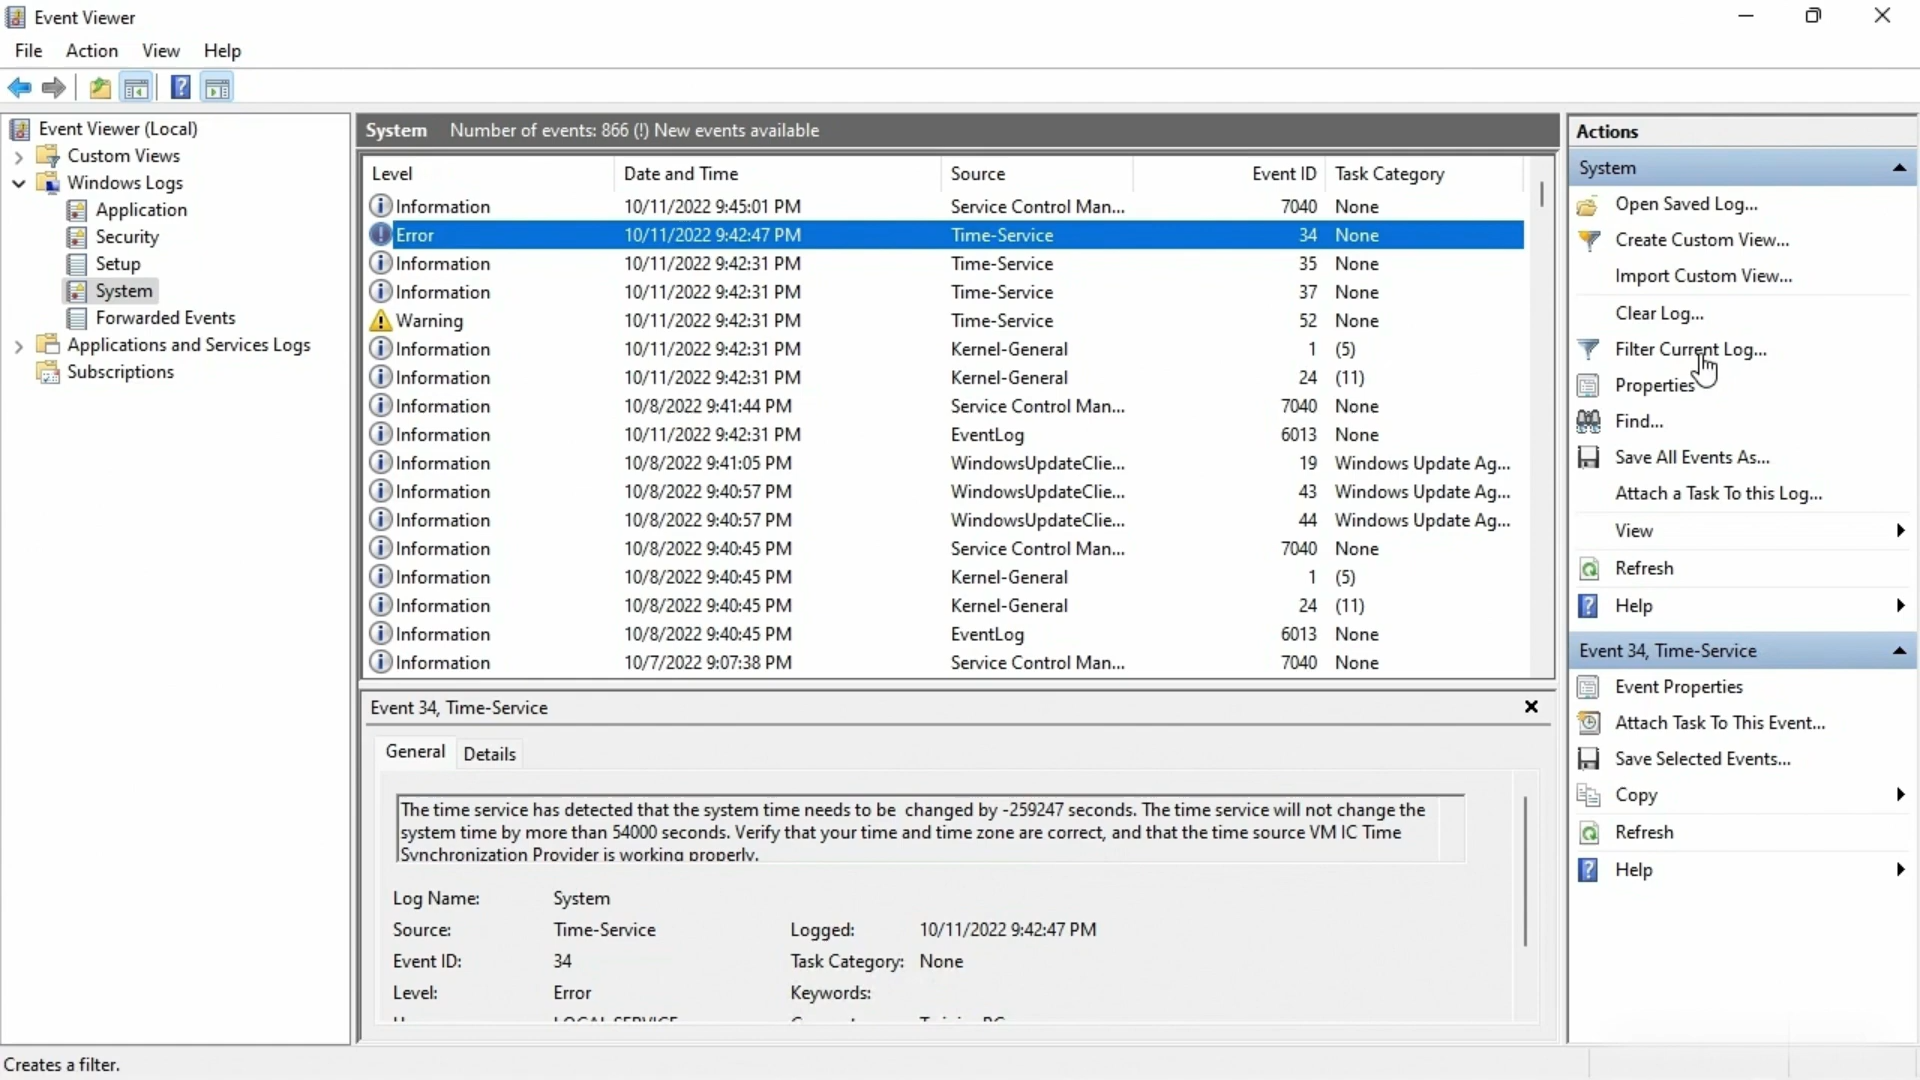 Event Viewer
File Action View Help
Event Viewer (Local)
Custom Views
Windows Logs
Application
Security
Setup
System
Forwarded Events
Applications and Services Logs
Subscriptions
System Number of events: 866 (!) New events available
Level Date and Time Source Event ID Task Category
Information 10/11/2022 9:45:01 PM Service Control Man... 7040 None
Error 10/11/2022 9:42:47 PM Time-Service 34 None
Information 10/11/2022 9:42:31 PM Time-Service 35 None
Information 10/11/2022 9:42:31 PM Time-Service 37 None
Warning 10/11/2022 9:42:31 PM Time-Service 52 None
Information 10/11/2022 9:42:31 PM Kernel-General 1 (5)
Information 10/11/2022 9:42:31 PM Kernel-General 24 (11)
Information 10/8/2022 9:41:44 PM Service Control Man... 7040 None
Information 10/11/2022 9:42:31 PM EventLog 6013 None
Information 10/8/2022 9:41:05 PM WindowsUpdateClie... 19 Windows Update Ag...
Information 10/8/2022 9:40:57 PM WindowsUpdateClie... 43 Windows Update Ag...
Information 10/8/2022 9:40:57 PM WindowsUpdateClie... 44 Windows Update Ag...
Information 10/8/2022 9:40:45 PM Service Control Man... 7040 None
Information 10/8/2022 9:40:45 PM Kernel-General 1 (5)
Information 10/8/2022 9:40:45 PM Kernel-General 24 (11)
Information 10/8/2022 9:40:45 PM EventLog 6013 None
Information 10/7/2022 9:07:38 PM Service Control Man... 7040 None
Event 34, Time-Service
General Details
The time service has detected that the system time needs to be changed by -259247 seconds. The time service will not change the
system time by more than 54000 seconds. Verify that your time and time zone are correct, and that the time source VM IC Time
Synchronization Provider is working properly.
Log Name: System
Source: Time-Service Logged: 10/11/2022 9:42:47 PM
Event ID: 34 Task Category: None
Level: Error Keywords:
Actions
System
Open Saved Log...
Create Custom View...
Import Custom View...
Clear Log...
Filter Current Log...
Properties
Find...
Save All Events As...
Attach a Task To this Log...
View
Refresh
Help
Event 34, Time-Service
Event Properties
Attach Task To This Event...
Save Selected Events...
Copy
Refresh
Help
Creates a filter.